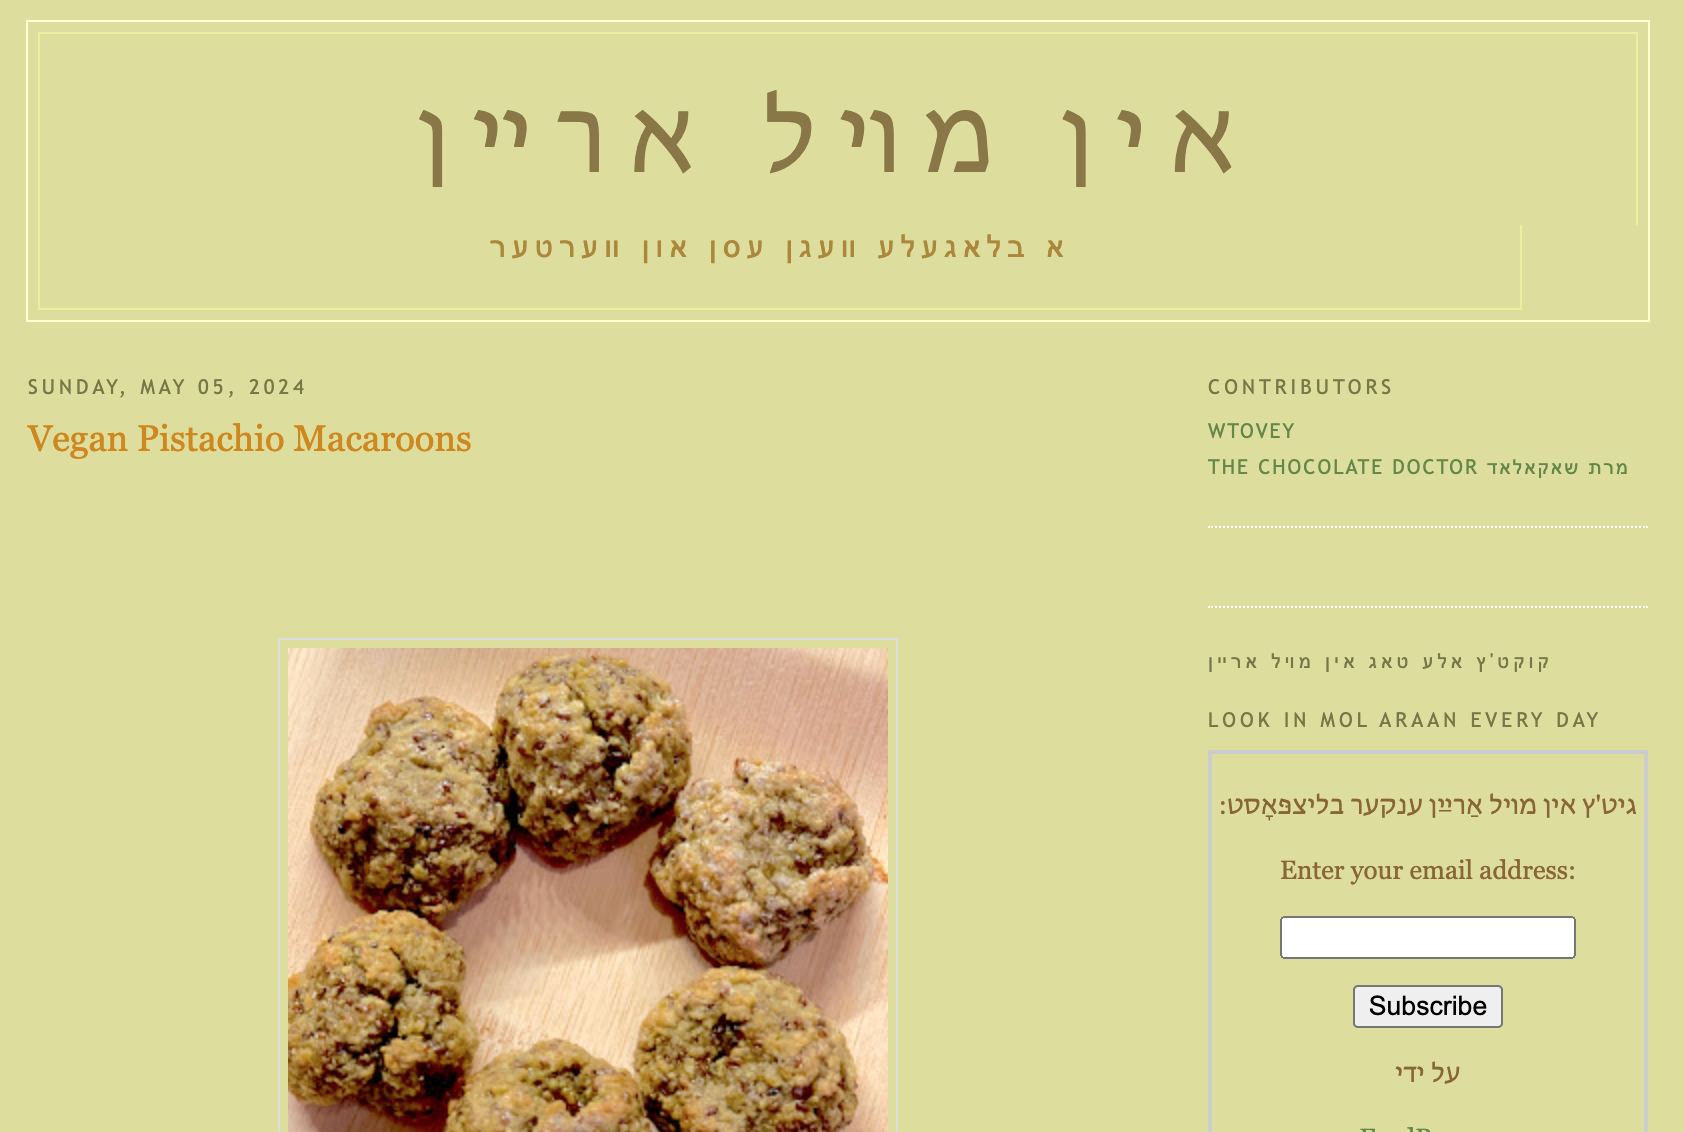 אין מויל אריין
א בלאגעלע וועגן עסן און ווערטער
SUNDAY, MAY 05, 2024
Vegan Pistachio Macaroons
CONTRIBUTORS
WTOVEY
THE CHOCOLATE DOCTOR מרת שאקאלאד
קוקט'ץ אלע טאג אין מויל אריין
LOOK IN MOL ARAAN EVERY DAY
גיט'ץ אין מויל אַרײַן ענקער בליצפּאָסט:
Enter your email address:
Subscribe
על ידי